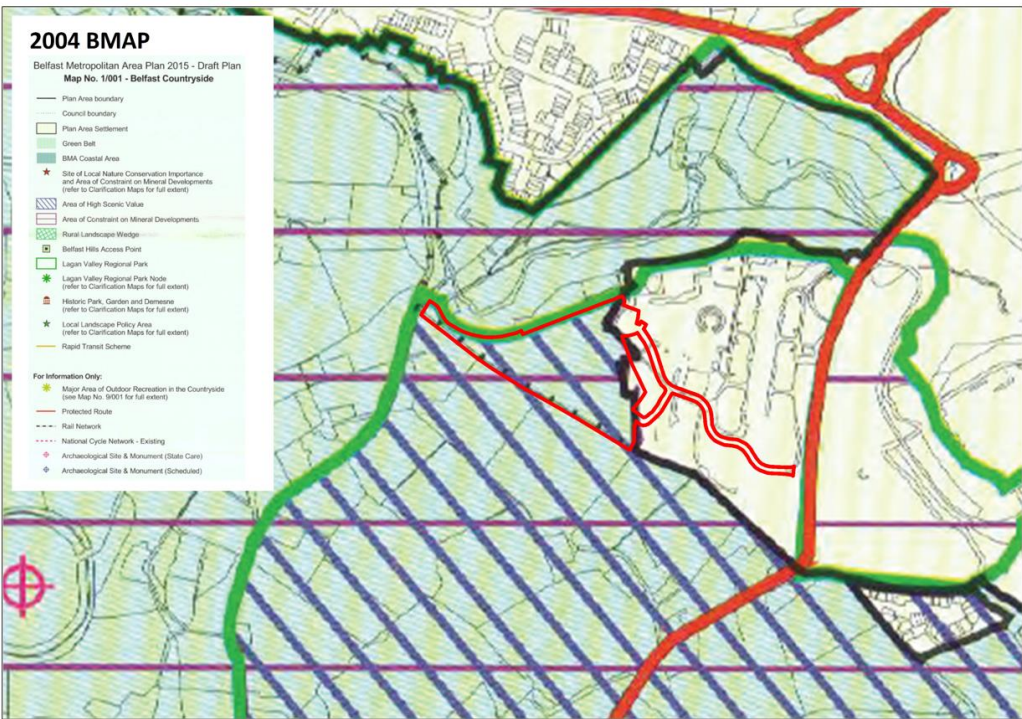 2004 BMAP
Belfast Metropolitan Area Plan 2015 - Draft Plan
Map No. 1/001 - Belfast Countryside
Plan Area boundary
Council boundary
Plan Area Settlement
Green Belt
BMA Coastal Area
Site of Local Nature Conservation Importance
and Area of Constraint on Mineral Developments
(refer to Clarification Maps for full extent)
Area of High Scenic Value
Area of Constraint on Mineral Developments
Rural Landscape Wedge
Belfast Hills Access Point
Lagan Valley Regional Park
Lagan Valley Regional Park Node
(refer to Clarification Maps for full extent)
Historic Park, Garden and Demesne
(refer to Clarification Maps for full extent)
Local Landscape Policy Area
(refer to Clarification Maps for full extent)
Rapid Transit Scheme
For Information Only:
Major Area of Outdoor Recreation in the Countryside
(see Map No. 9/001 for full extent)
Protected Route
Rail Network
National Cycle Network - Existing
Archaeological Site & Monument (State Care)
Archaeological Site & Monument (Scheduled)